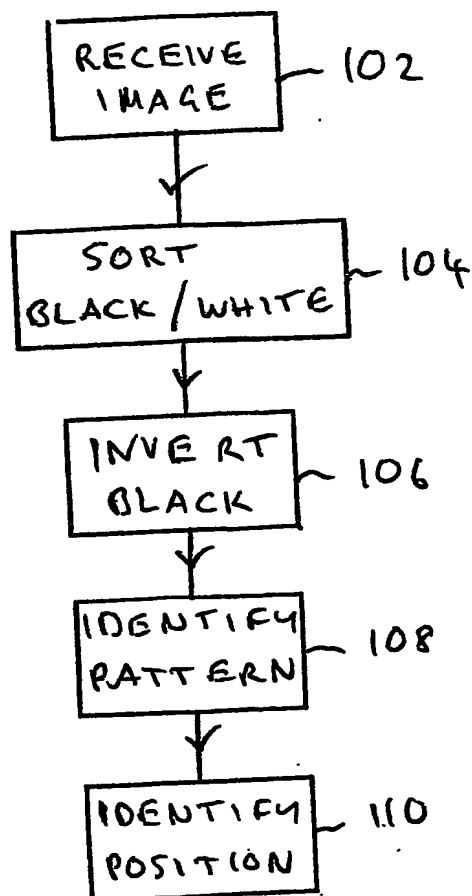 RECEIVE
IMAGE
102
SORT
BLACK/WHITE
104
INVERT
BLACK
106
IDENTIFY
PATTERN
108
IDENTIFY
POSITION
110